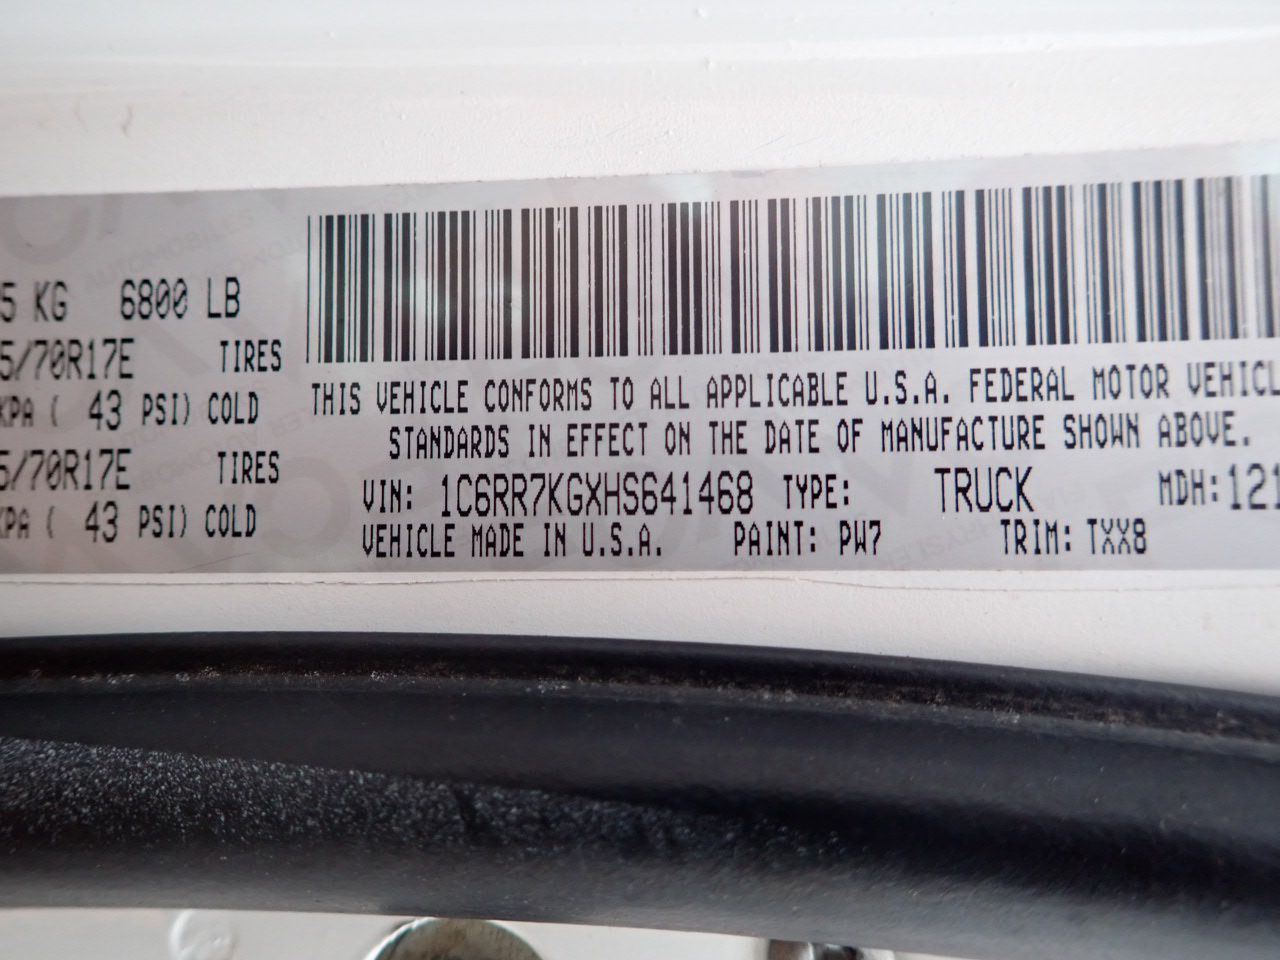 5 KG 6800 LB
5/70R17E TIRES
KPA ( 43 PSI) COLD
5/70R17E TIRES
KPA ( 43 PSI) COLD
THIS VEHICLE CONFORMS TO ALL APPLICABLE U.S.A. FEDERAL MOTOR VEHICL
STANDARDS IN EFFECT ON THE DATE OF MANUFACTURE SHOWN ABOVE.
VIN: 1C6RR7KGXHS641468 TYPE: TRUCK MDH: 121
VEHICLE MADE IN U.S.A. PAINT: PW7 TRIM: TXX8